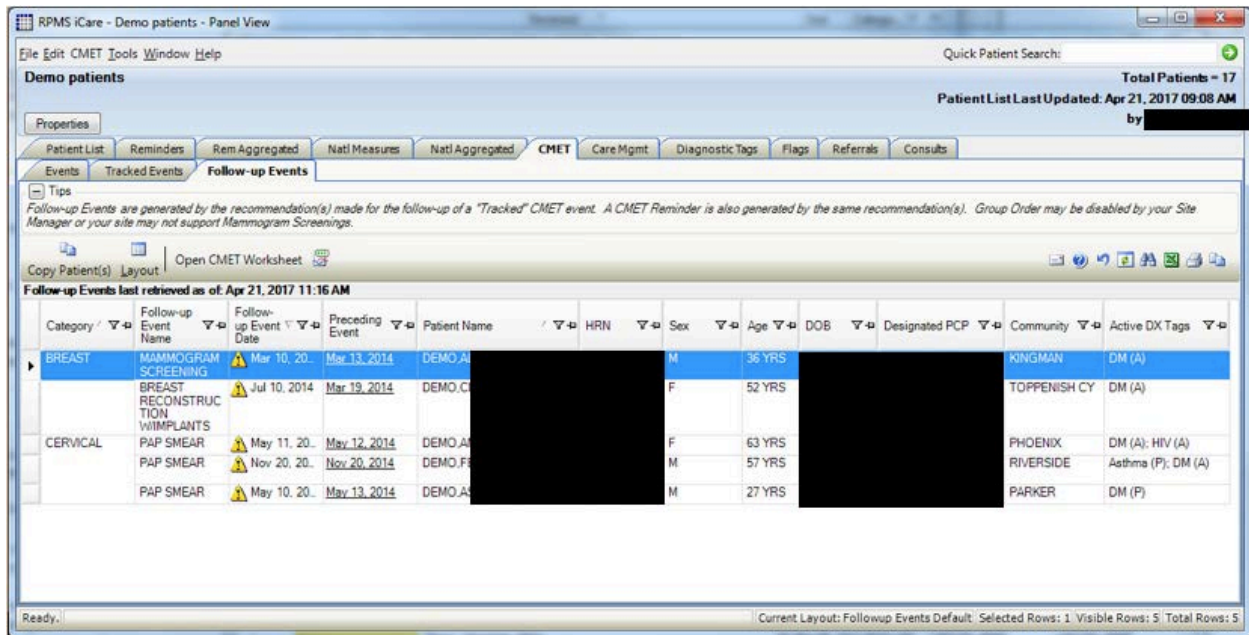 RPMS iCare - Demo patients - Panel View
File Edit CMET Tools Window Help
Quick Patient Search:
Demo patients
Total Patients = 17
Patient List Last Updated: Apr 21, 2017 09:08 AM
Properties
by
Patient List Reminders Rem Aggregated Natl Measures Natl Aggregated CMET Care Mgmt Diagnostic Tags Flags Referrals Consults
Events Tracked Events Follow-up Events
Tips
Follow-up Events are generated by the recommendation(s) made for the follow-up of a "Tracked" CMET event. A CMET Reminder is also generated by the same recommendation(s). Group Order may be disabled by your Site
Manager or your site may not support Mammogram Screenings.
Copy Patient(s) Layout Open CMET Worksheet
Follow-up Events last retrieved as of: Apr 21, 2017 11:16 AM
Category Follow-up Event Name Follow-up Event Date Preceding Event Patient Name HRN Sex Age DOB Designated PCP Community Active DX Tags
BREAST MAMMOGRAM Mar 10, 20... Mar 13, 2014 DEMO,A M 36 YRS KINGMAN DM (A)
SCREENING
BREAST Jul 10, 2014 Mar 19, 2014 DEMO,C F 52 YRS TOPPENISH CY DM (A)
RECONSTRUC
TION
W/IMPLANTS
CERVICAL PAP SMEAR May 11, 20... May 12, 2014 DEMO,A F 63 YRS PHOENIX DM (A); HIV (A)
PAP SMEAR Nov 20, 20... Nov 20, 2014 DEMO,F M 57 YRS RIVERSIDE Asthma (P); DM (A)
PAP SMEAR May 10, 20... May 13, 2014 DEMO,A M 27 YRS PARKER DM (P)
Ready.
Current Layout: Followup Events Default Selected Rows: 1 Visible Rows: 5 Total Rows: 5